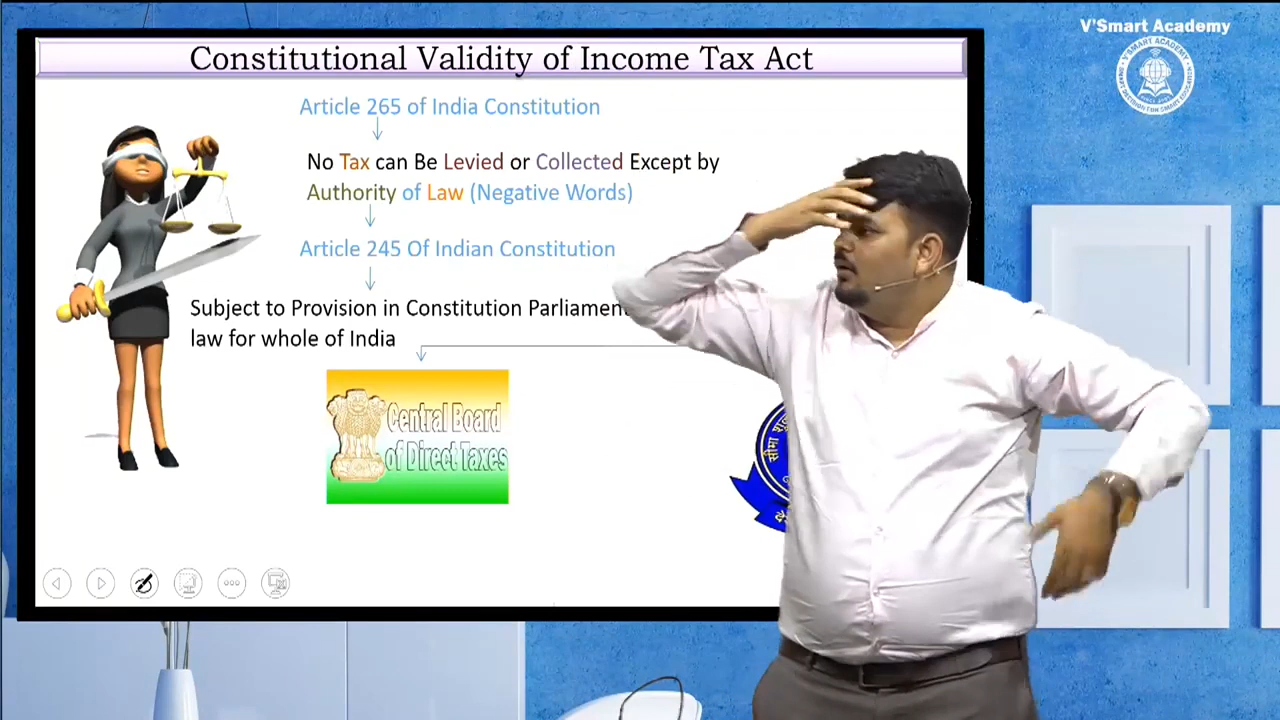 V'Smart Academy
V'SMART ACADEMY
Constitutional Validity of Income Tax Act
Article 265 of India Constitution
No Tax can Be Levied or Collected Except by
Authority of Law (Negative Words)
Article 245 Of Indian Constitution
Subject to Provision in Constitution Parliament
law for whole of India
Central Board
of Direct Taxes
सीमा